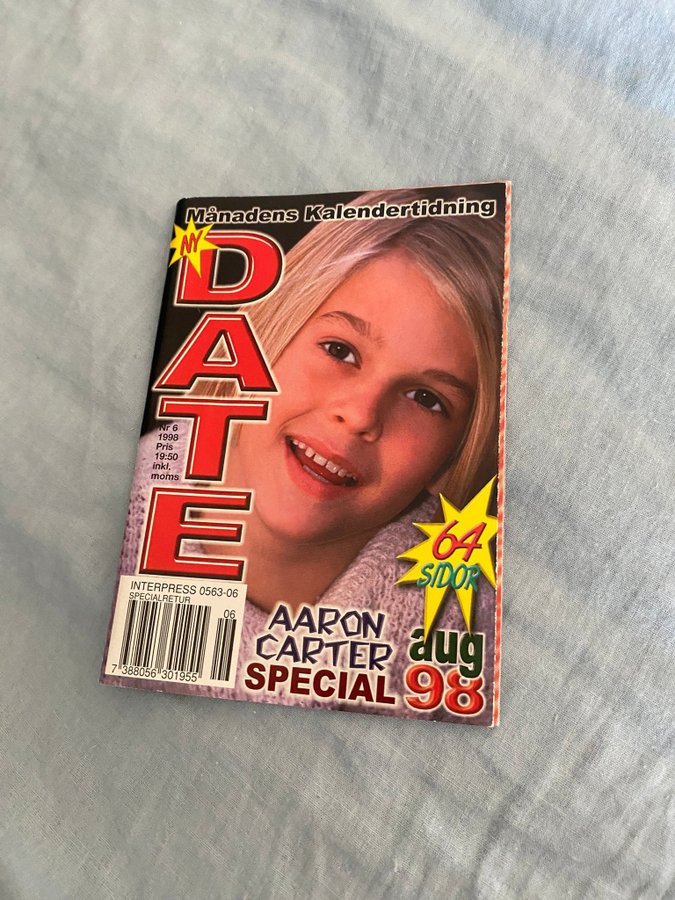 Månadens Kalendertidning
NY
DATE
Nr 6
1998
Pris
19:50
inkl.
moms
64
SIDOR
INTERPRESS 0563-06
SPECIALRETUR
06
7 388056 301955
AARON
CARTER
SPECIAL
aug
98